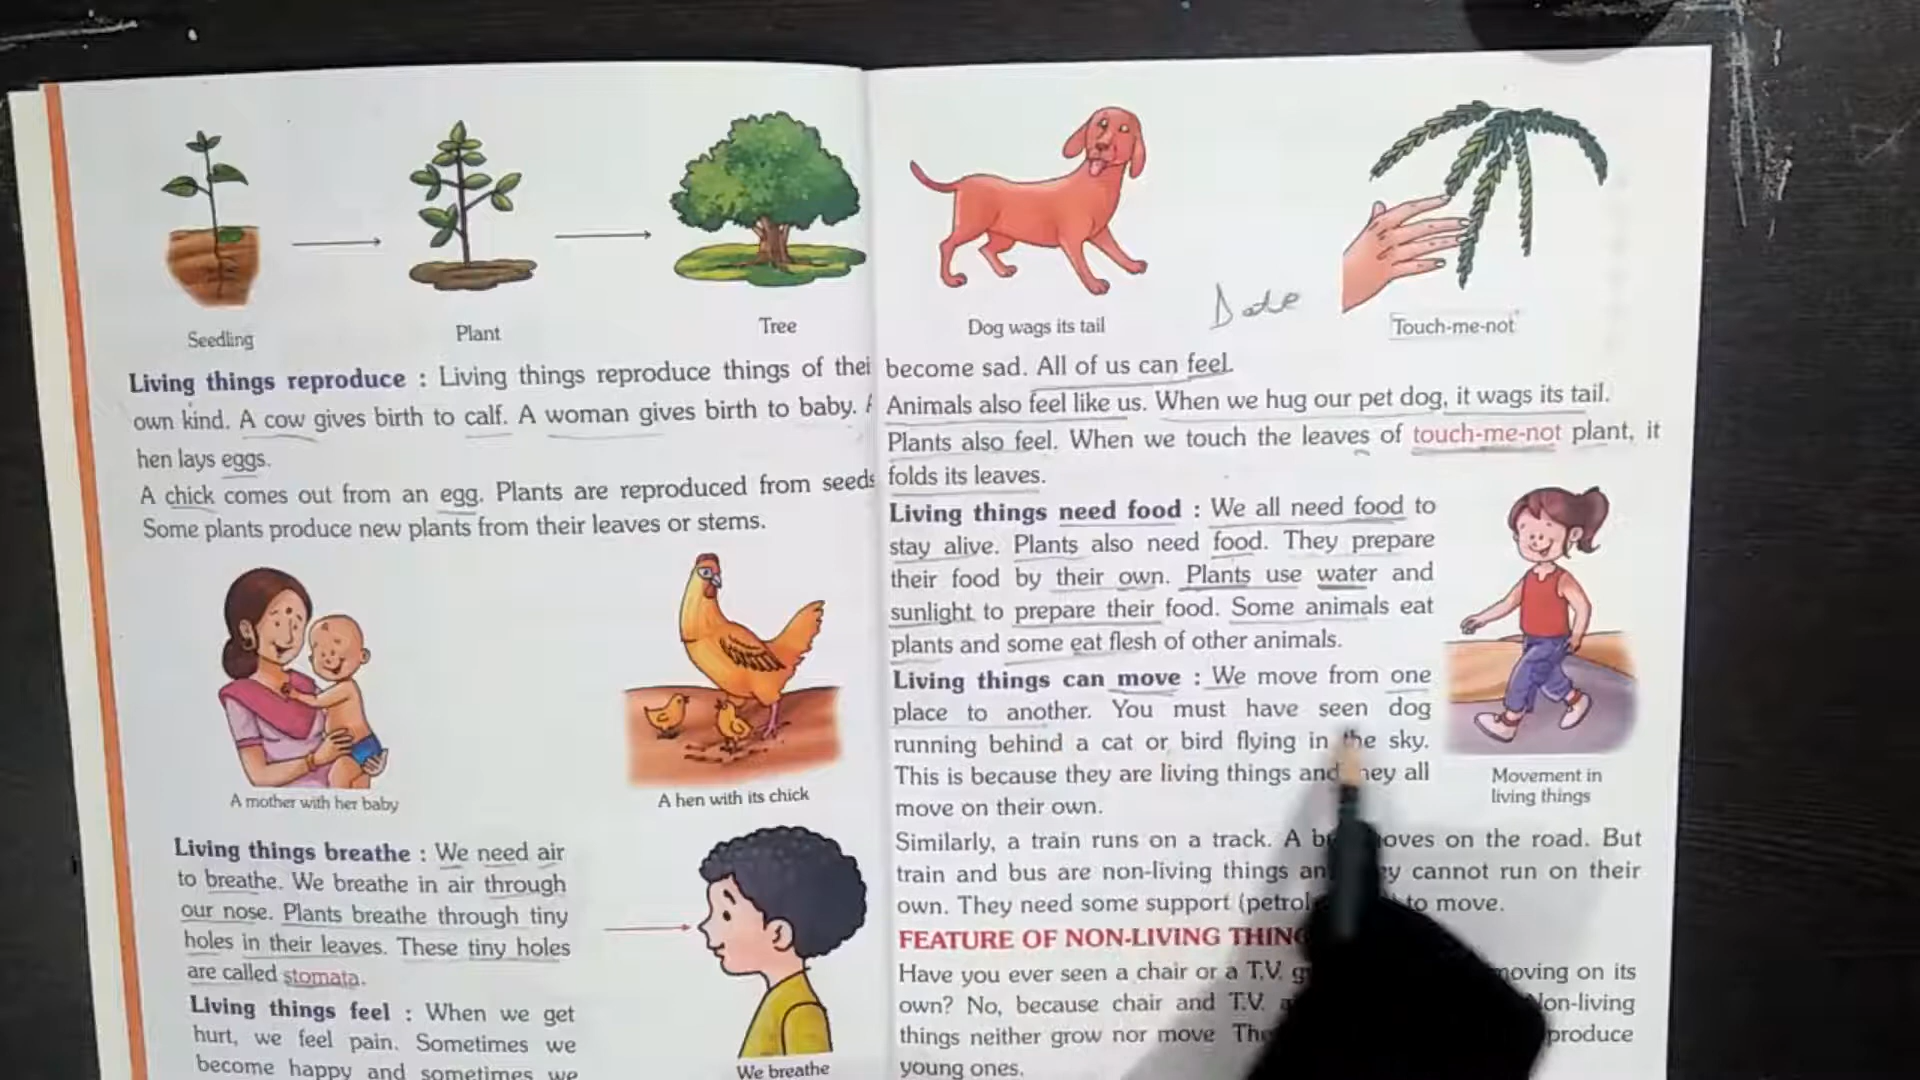 Seedling
Plant
Tree
Living things reproduce : Living things reproduce things of thei
own kind. A cow gives birth to calf. A woman gives birth to baby. A
hen lays eggs.
A chick comes out from an egg. Plants are reproduced from seeds
Some plants produce new plants from their leaves or stems.
A mother with her baby
A hen with its chick
Living things breathe : We need air
to breathe. We breathe in air through
our nose. Plants breathe through tiny
holes in their leaves. These tiny holes
are called stomata.
Living things feel : When we get
hurt, we feel pain. Sometimes we
become happy and sometimes we
We breathe
Dog wags its tail
Date
Touch-me-not
become sad. All of us can feel.
Animals also feel like us. When we hug our pet dog, it wags its tail.
Plants also feel. When we touch the leaves of touch-me-not plant, it
folds its leaves.
Living things need food : We all need food to
stay alive. Plants also need food. They prepare
their food by their own. Plants use water and
sunlight to prepare their food. Some animals eat
plants and some eat flesh of other animals.
Living things can move : We move from one
place to another. You must have seen dog
running behind a cat or bird flying in the sky.
This is because they are living things and they all
move on their own.
Movement in
living things
Similarly, a train runs on a track. A moves on the road. But
train and bus are non-living things cannot run on their
own. They need some support (petrol to move.
FEATURE OF NON-LIVING THING
Have you ever seen a chair or a T.V. moving on its
own? No, because chair and T.V. Non-living
things neither grow nor move reproduce
young ones.